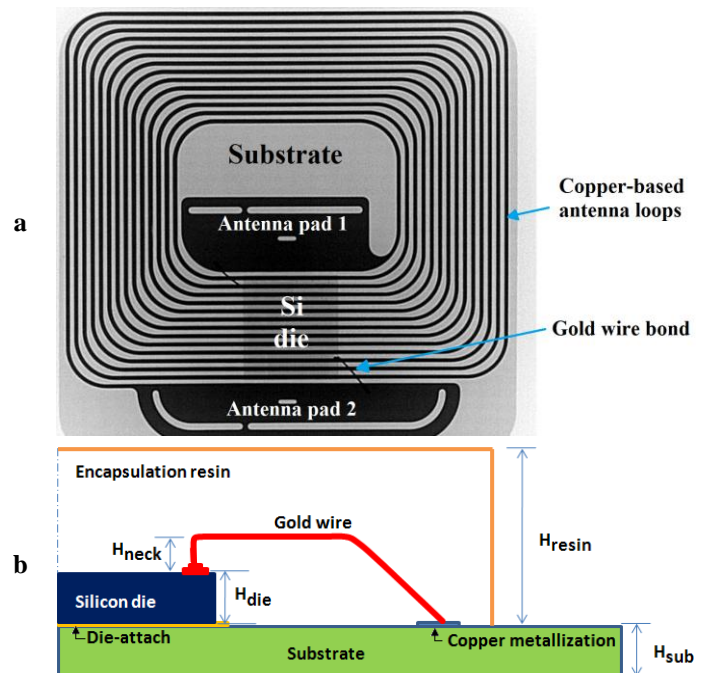 a
Substrate
Antenna pad 1
Copper-based
antenna loops
Si
die
Gold wire bond
Antenna pad 2
b
Encapsulation resin
Gold wire
Hneck
Hresin
Silicon die
Hdie
Die-attach
Copper metallization
Substrate
Hsub